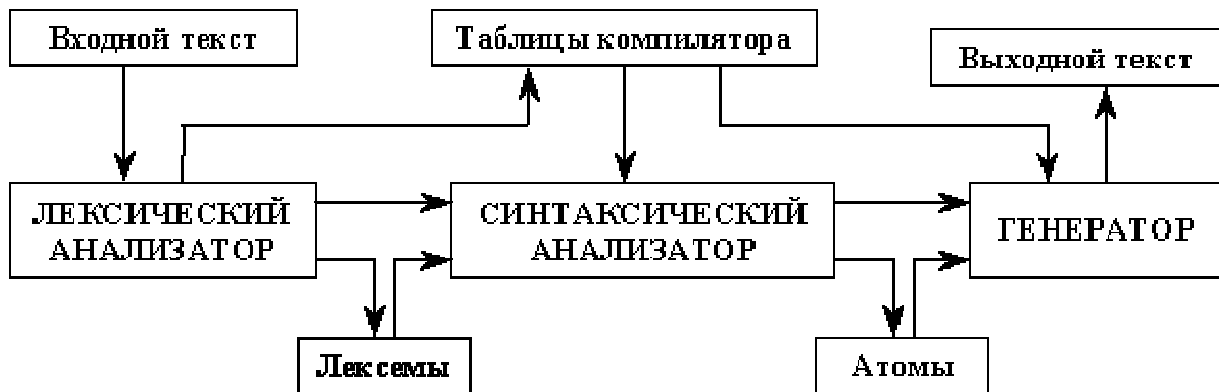 Входной текст
Таблицы компилятора
Выходной текст
ЛЕКСИЧЕСКИЙ
АНАЛИЗАТОР
СИНТАКСИЧЕСКИЙ
АНАЛИЗАТОР
ГЕНЕРАТОР
Лексемы
Атомы